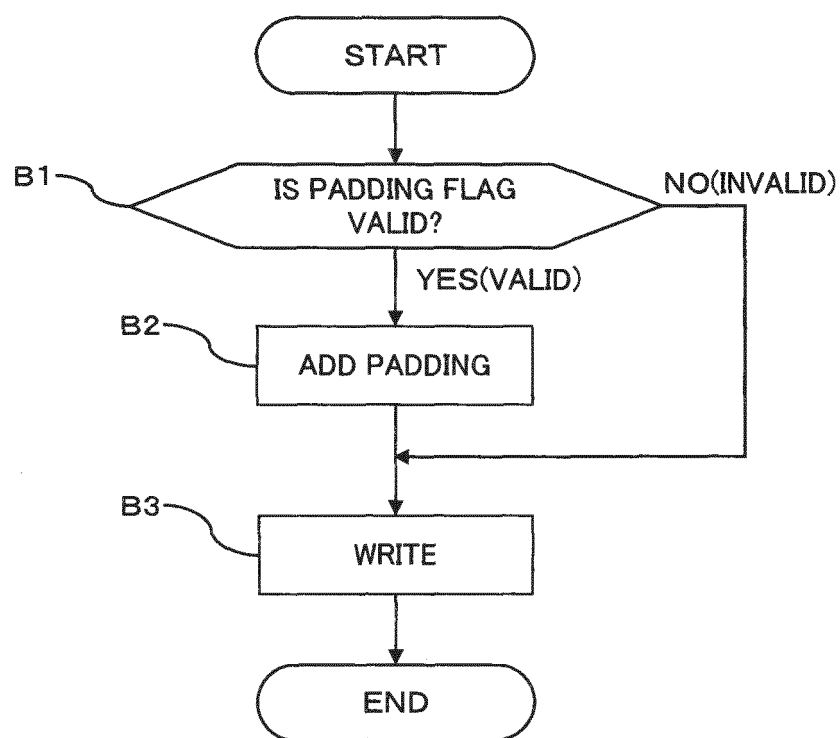 START
B1
IS PADDING FLAG
VALID?
NO(INVALID)
YES(VALID)
B2
ADD PADDING
B3
WRITE
END